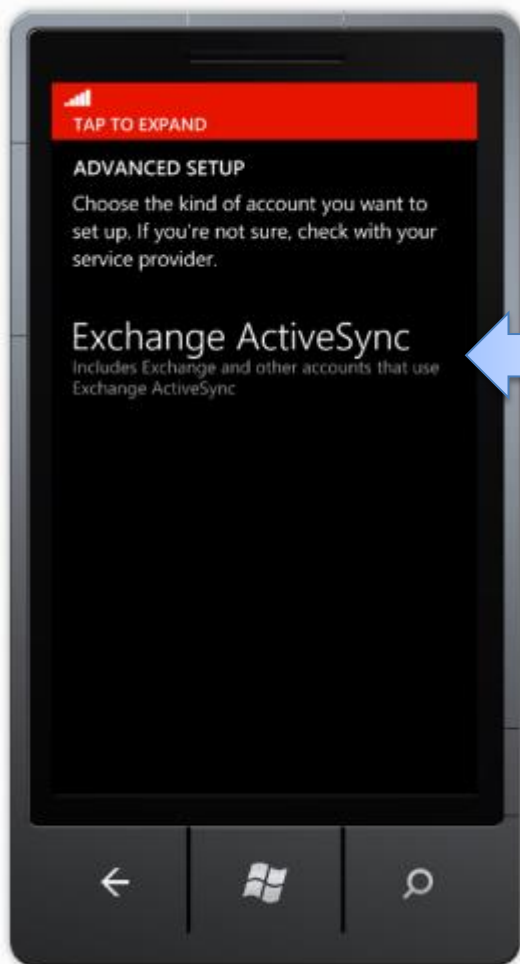 TAP TO EXPAND
ADVANCED SETUP
Choose the kind of account you want to
set up. If you're not sure, check with your
service provider.
Exchange ActiveSync
Includes Exchange and other accounts that use
Exchange ActiveSync